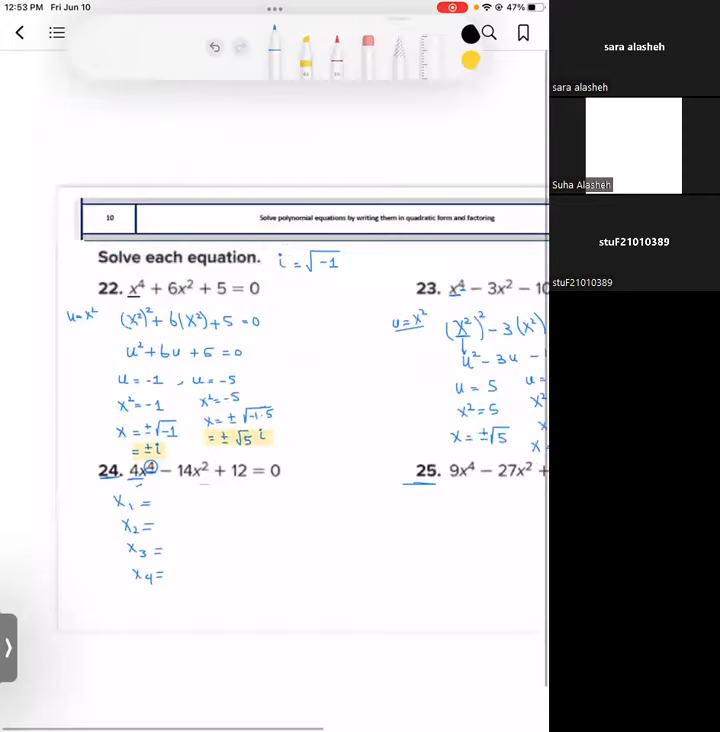 12:53 PM Fri Jun 10
47%
sara alasheh
sara alasheh
Suha Alasheh
stuF21010389
stuF21010389
10 Solve polynomial equations by writing them in quadratic form and factoring
Solve each equation. i = √-1
22. x⁴ + 6x² + 5 = 0
u = x² (x²)² + 6(x²) + 5 = 0
u² + 6u + 5 = 0
u = -1 , u = -5
x² = -1 x² = -5
x = ±√-1 x = ±√-1·5
= ±i = ±√5 i
23. x⁴ − 3x² − 10
u = x² (x²)² − 3(x²)
u² − 3u −
u = 5 u =
x² = 5 x²
x = ±√5 x
24. 4x⁴ − 14x² + 12 = 0
x₁ =
x₂ =
x₃ =
x₄ =
25. 9x⁴ − 27x² +